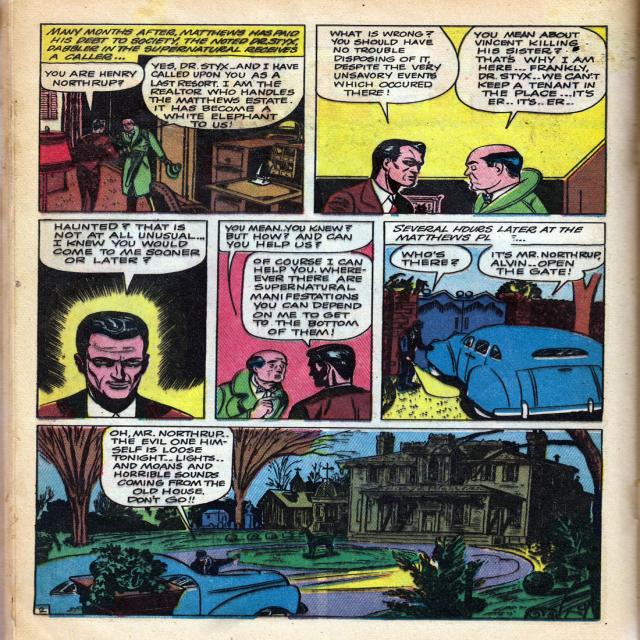 MANY MONTHS AFTER, MATTHEWS HAS PAID
HIS DEBT TO SOCIETY, THE NOTED DR. STYX,
DABBLER IN THE SUPERNATURAL RECEIVES
A CALLER...
YOU ARE HENRY
NORTHRUP?
YES, DR. STYX...AND I HAVE
CALLED UPON YOU AS A
LAST RESORT. I AM THE
REALTOR WHO HANDLES
THE MATTHEWS ESTATE.
IT HAS BECOME A
WHITE ELEPHANT
TO US!
WHAT IS WRONG?
YOU SHOULD HAVE
NO TROUBLE
DISPOSING OF IT,
DESPITE THE VERY
UNSAVORY EVENTS
WHICH OCCURED
THERE!
YOU MEAN ABOUT
VINCENT KILLING
HIS SISTER?
THAT'S WHY I AM
HERE... FRANKLY,
DR. STYX...WE CAN'T
KEEP A TENANT IN
THE PLACE...IT'S
ER.. IT'S.. ER..
HAUNTED? THAT IS
NOT AT ALL UNUSUAL...
I KNEW YOU WOULD
COME TO ME SOONER
OR LATER?
YOU MEAN..YOU KNEW?
BUT HOW? AND CAN
YOU HELP US?
OF COURSE I CAN
HELP YOU. WHERE-
EVER THERE ARE
SUPERNATURAL
MANIFESTATIONS
YOU CAN DEPEND
ON ME TO GET
TO THE BOTTOM
OF THEM!
SEVERAL HOURS LATER AT THE
MATTHEWS PL ....
WHO'S
THERE?
IT'S MR. NORTHRUP,
ALVIN...OPEN
THE GATE!
OH, MR. NORTHRUP..
THE EVIL ONE HIM-
SELF IS LOOSE
TONIGHT.. LIGHTS..
AND MOANS AND
HORRIBLE SOUNDS
COMING FROM THE
OLD HOUSE.
DON'T GO!!
2